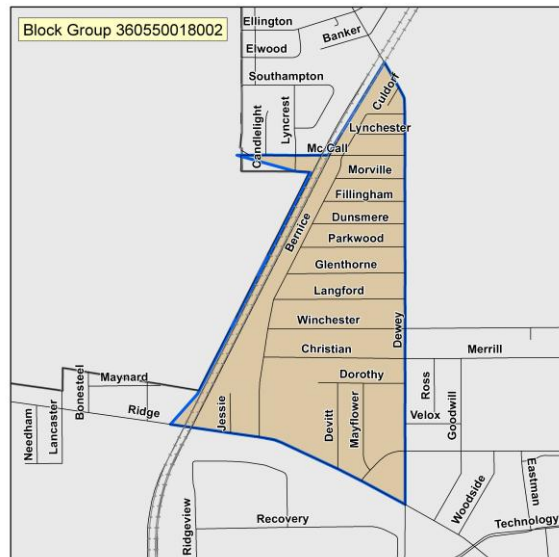 Block Group 360550018002
Ellington
Banker
Elwood
Southampton
Culdorf
Candlelight
Lyncrest
Lynchester
Mc Call
Morville
Fillingham
Bernice
Dunsmere
Parkwood
Glenthorne
Langford
Dewey
Winchester
Christian
Merrill
Maynard
Dorothy
Bonesteel
Ross
Ridge
Jessie
Lancaster
Needham
Devitt
Mayflower
Velox
Goodwill
Woodside
Eastman
Ridgeview
Recovery
Technology